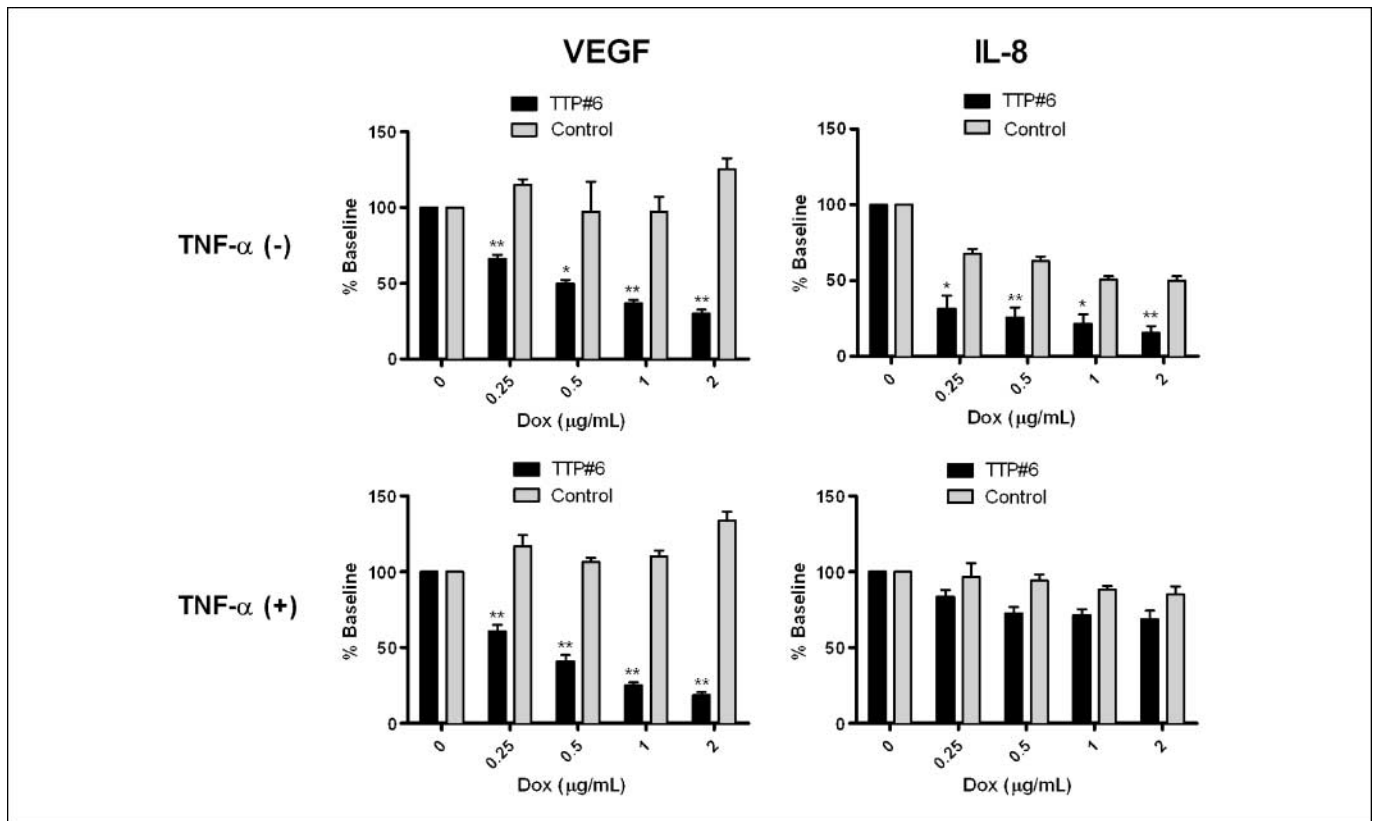 VEGF
IL-8
TNF-α (-)
TTP#6
Control
% Baseline
150
100
50
0
**
*
**
**
0
0.25
0.5
1
2
Dox (μg/mL)
TTP#6
Control
% Baseline
150
100
50
0
*
**
*
**
0
0.25
0.5
1
2
Dox (μg/mL)
TNF-α (+)
TTP#6
Control
% Baseline
150
100
50
0
**
**
**
**
0
0.25
0.5
1
2
Dox (μg/mL)
TTP#6
Control
% Baseline
150
100
50
0
0
0.25
0.5
1
2
Dox (μg/mL)